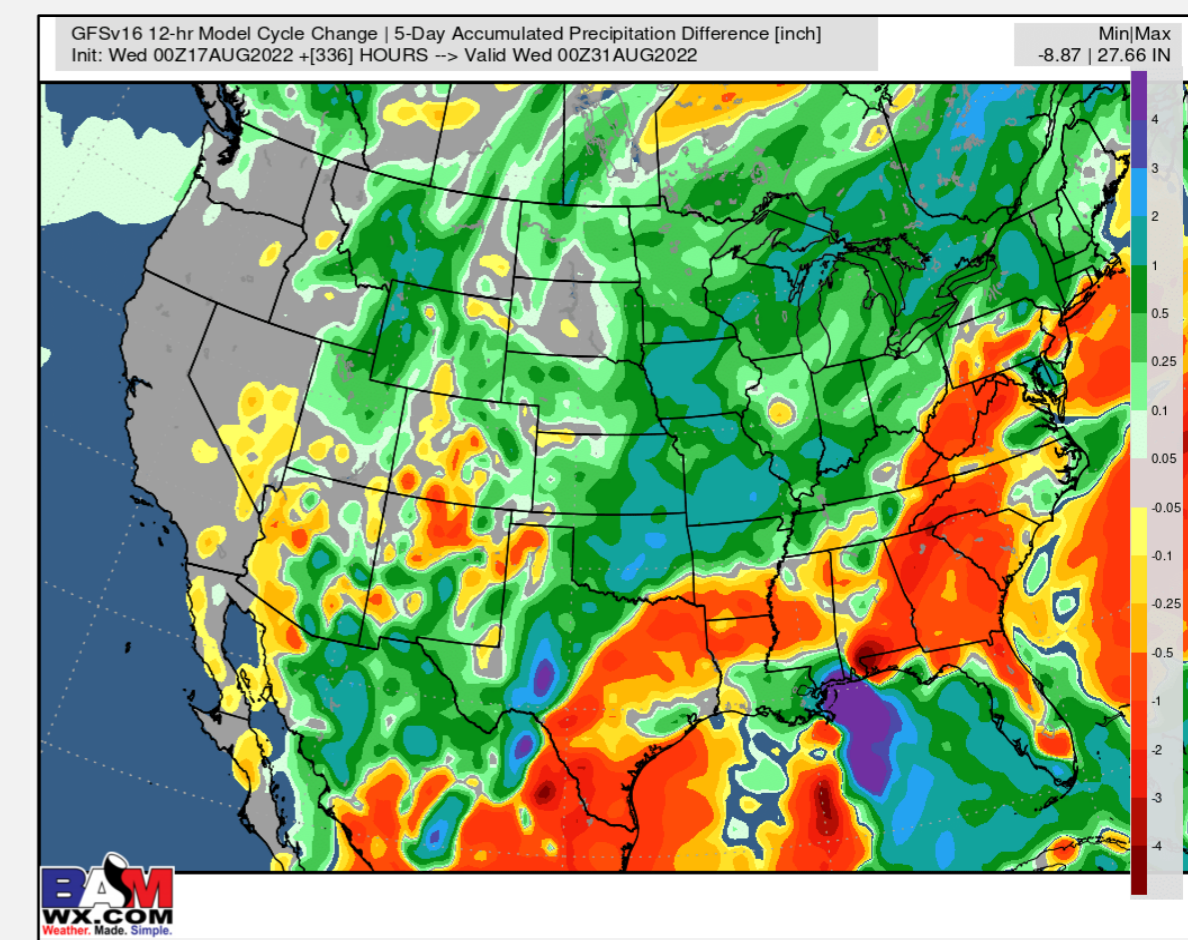 GFSv16 12-hr Model Cycle Change | 5-Day Accumulated Precipitation Difference [inch]
Init: Wed 00Z17AUG2022 +[336] HOURS --> Valid Wed 00Z31AUG2022
Min|Max
-8.87 | 27.66 IN
4
3
2
1
0.5
0.25
0.1
0.05
-0.05
-0.1
-0.25
-0.5
-1
-2
-3
-4
BAM
WX.COM
Weather. Made. Simple.